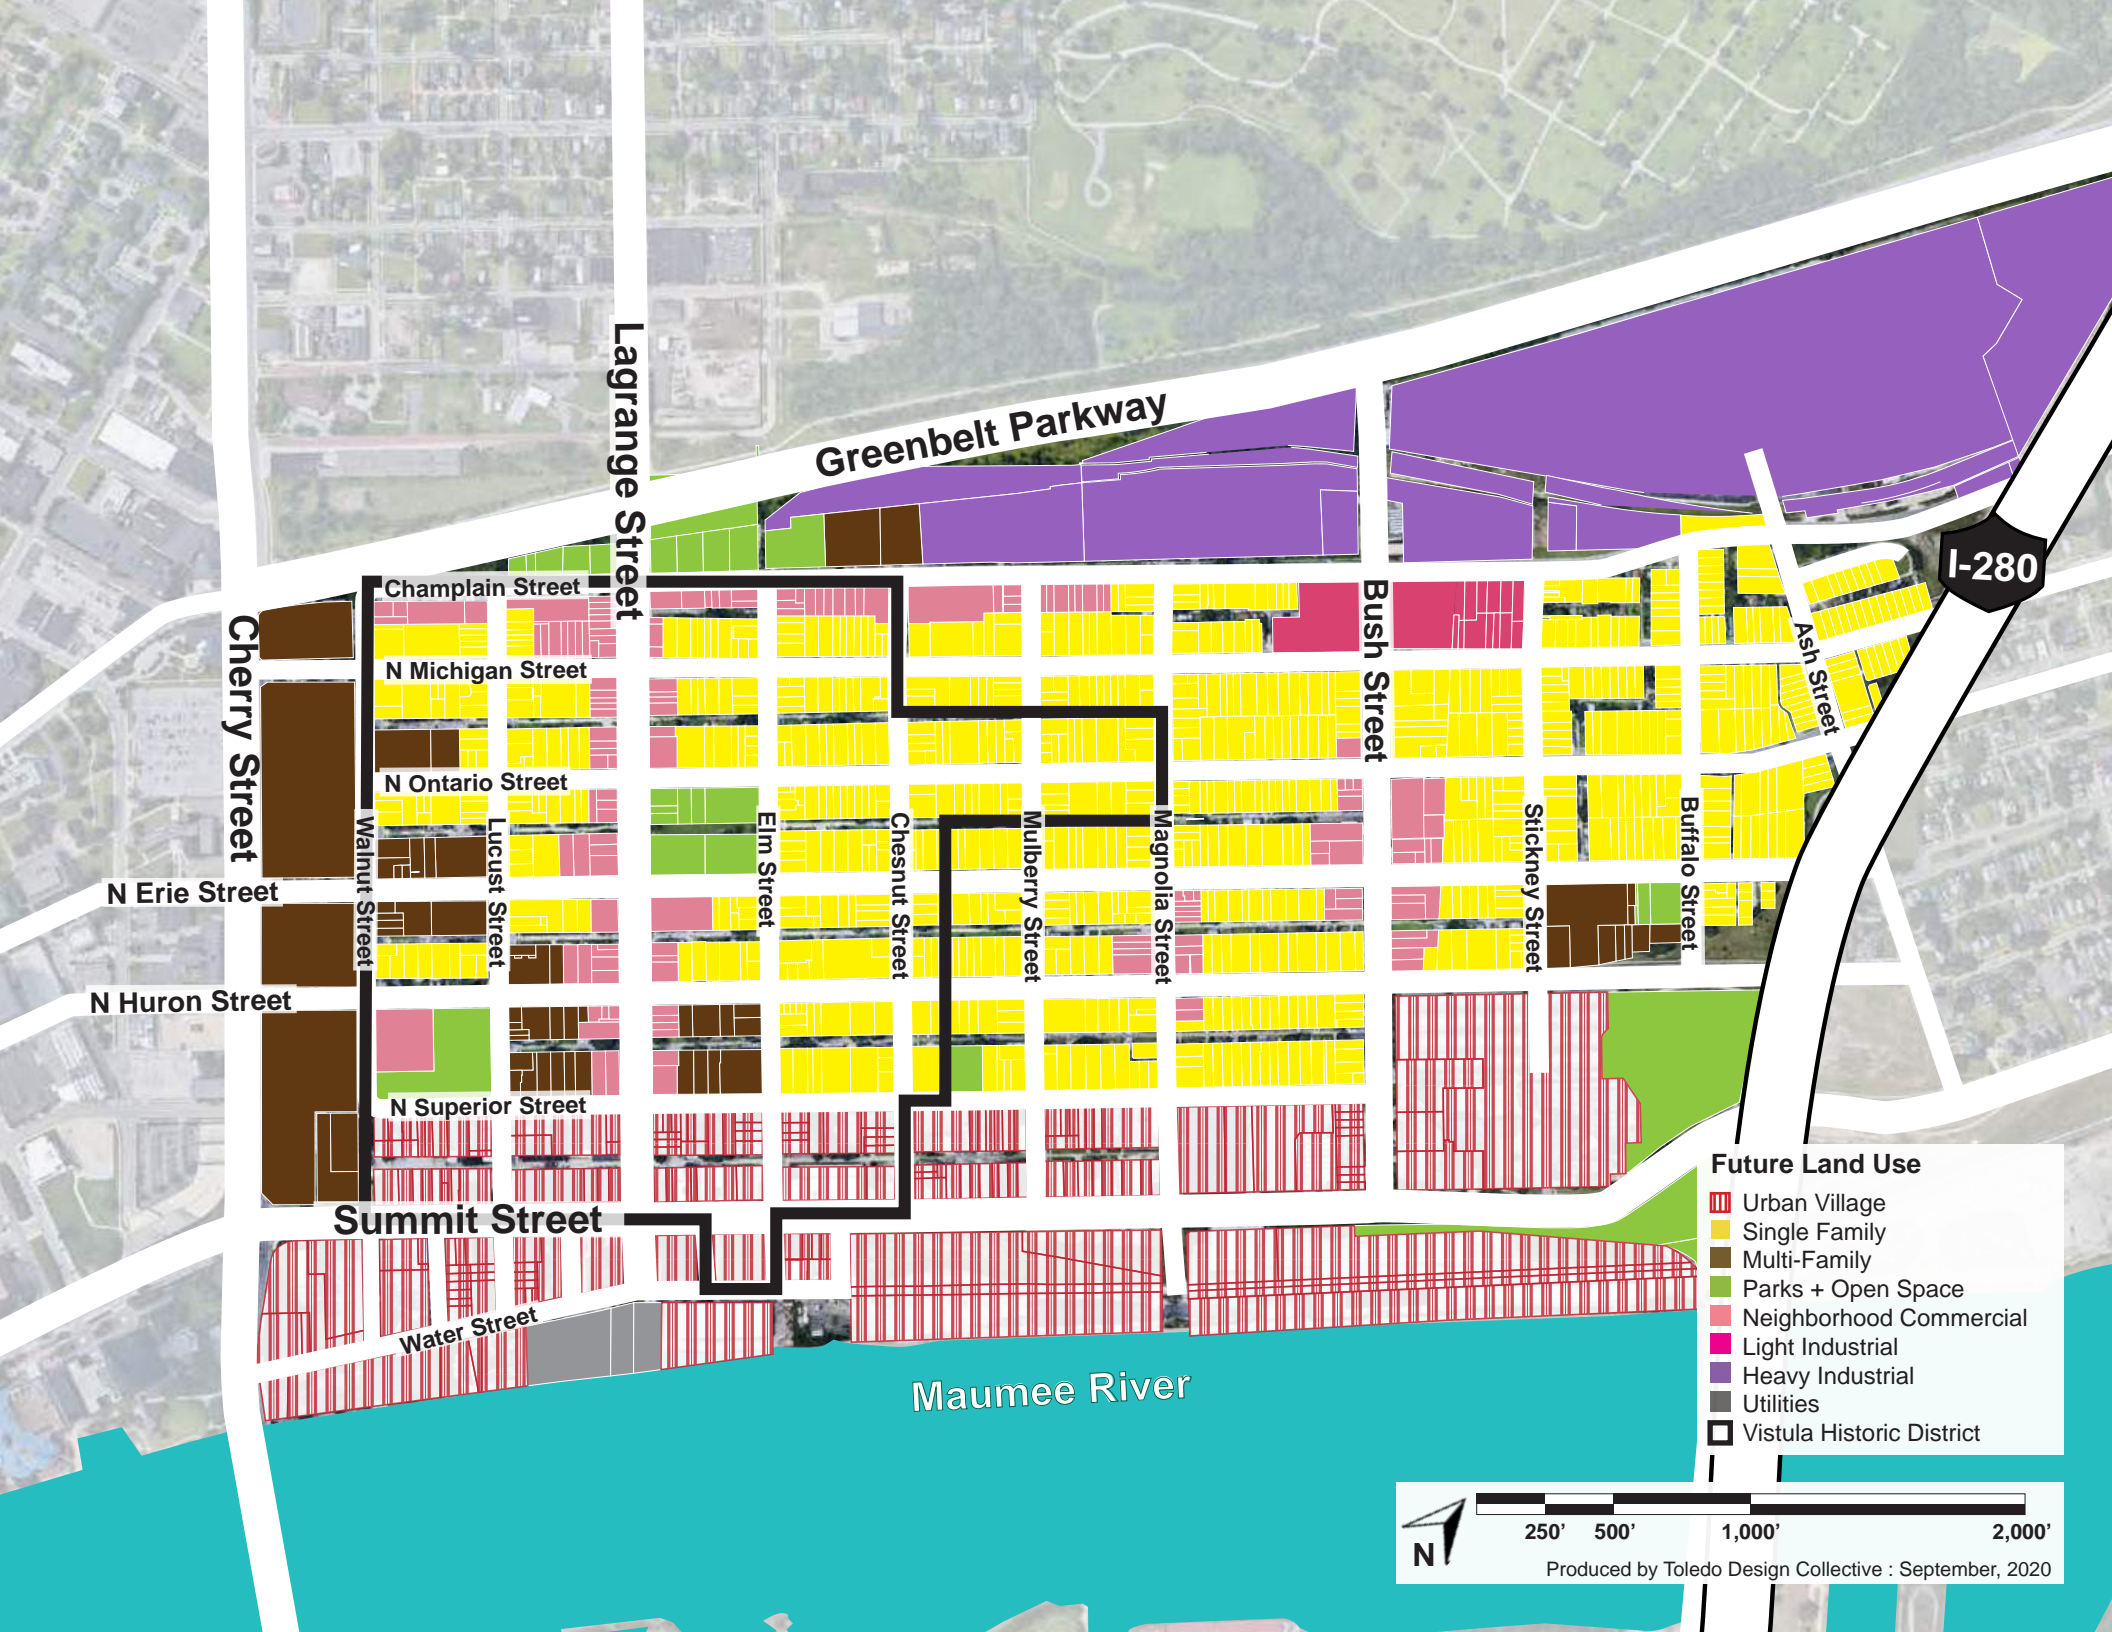 Lagrange Street
Greenbelt Parkway
I-280
Champlain Street
Cherry Street
Bush Street
Ash Street
N Michigan Street
N Ontario Street
Walnut Street
Lucust Street
Elm Street
Chesnut Street
Mulberry Street
Magnolia Street
Stickney Street
Buffalo Street
N Erie Street
N Huron Street
N Superior Street
Summit Street
Water Street
Maumee River
Future Land Use
Urban Village
Single Family
Multi-Family
Parks + Open Space
Neighborhood Commercial
Light Industrial
Heavy Industrial
Utilities
Vistula Historic District
N
250’ 500’ 1,000’ 2,000’
Produced by Toledo Design Collective : September, 2020